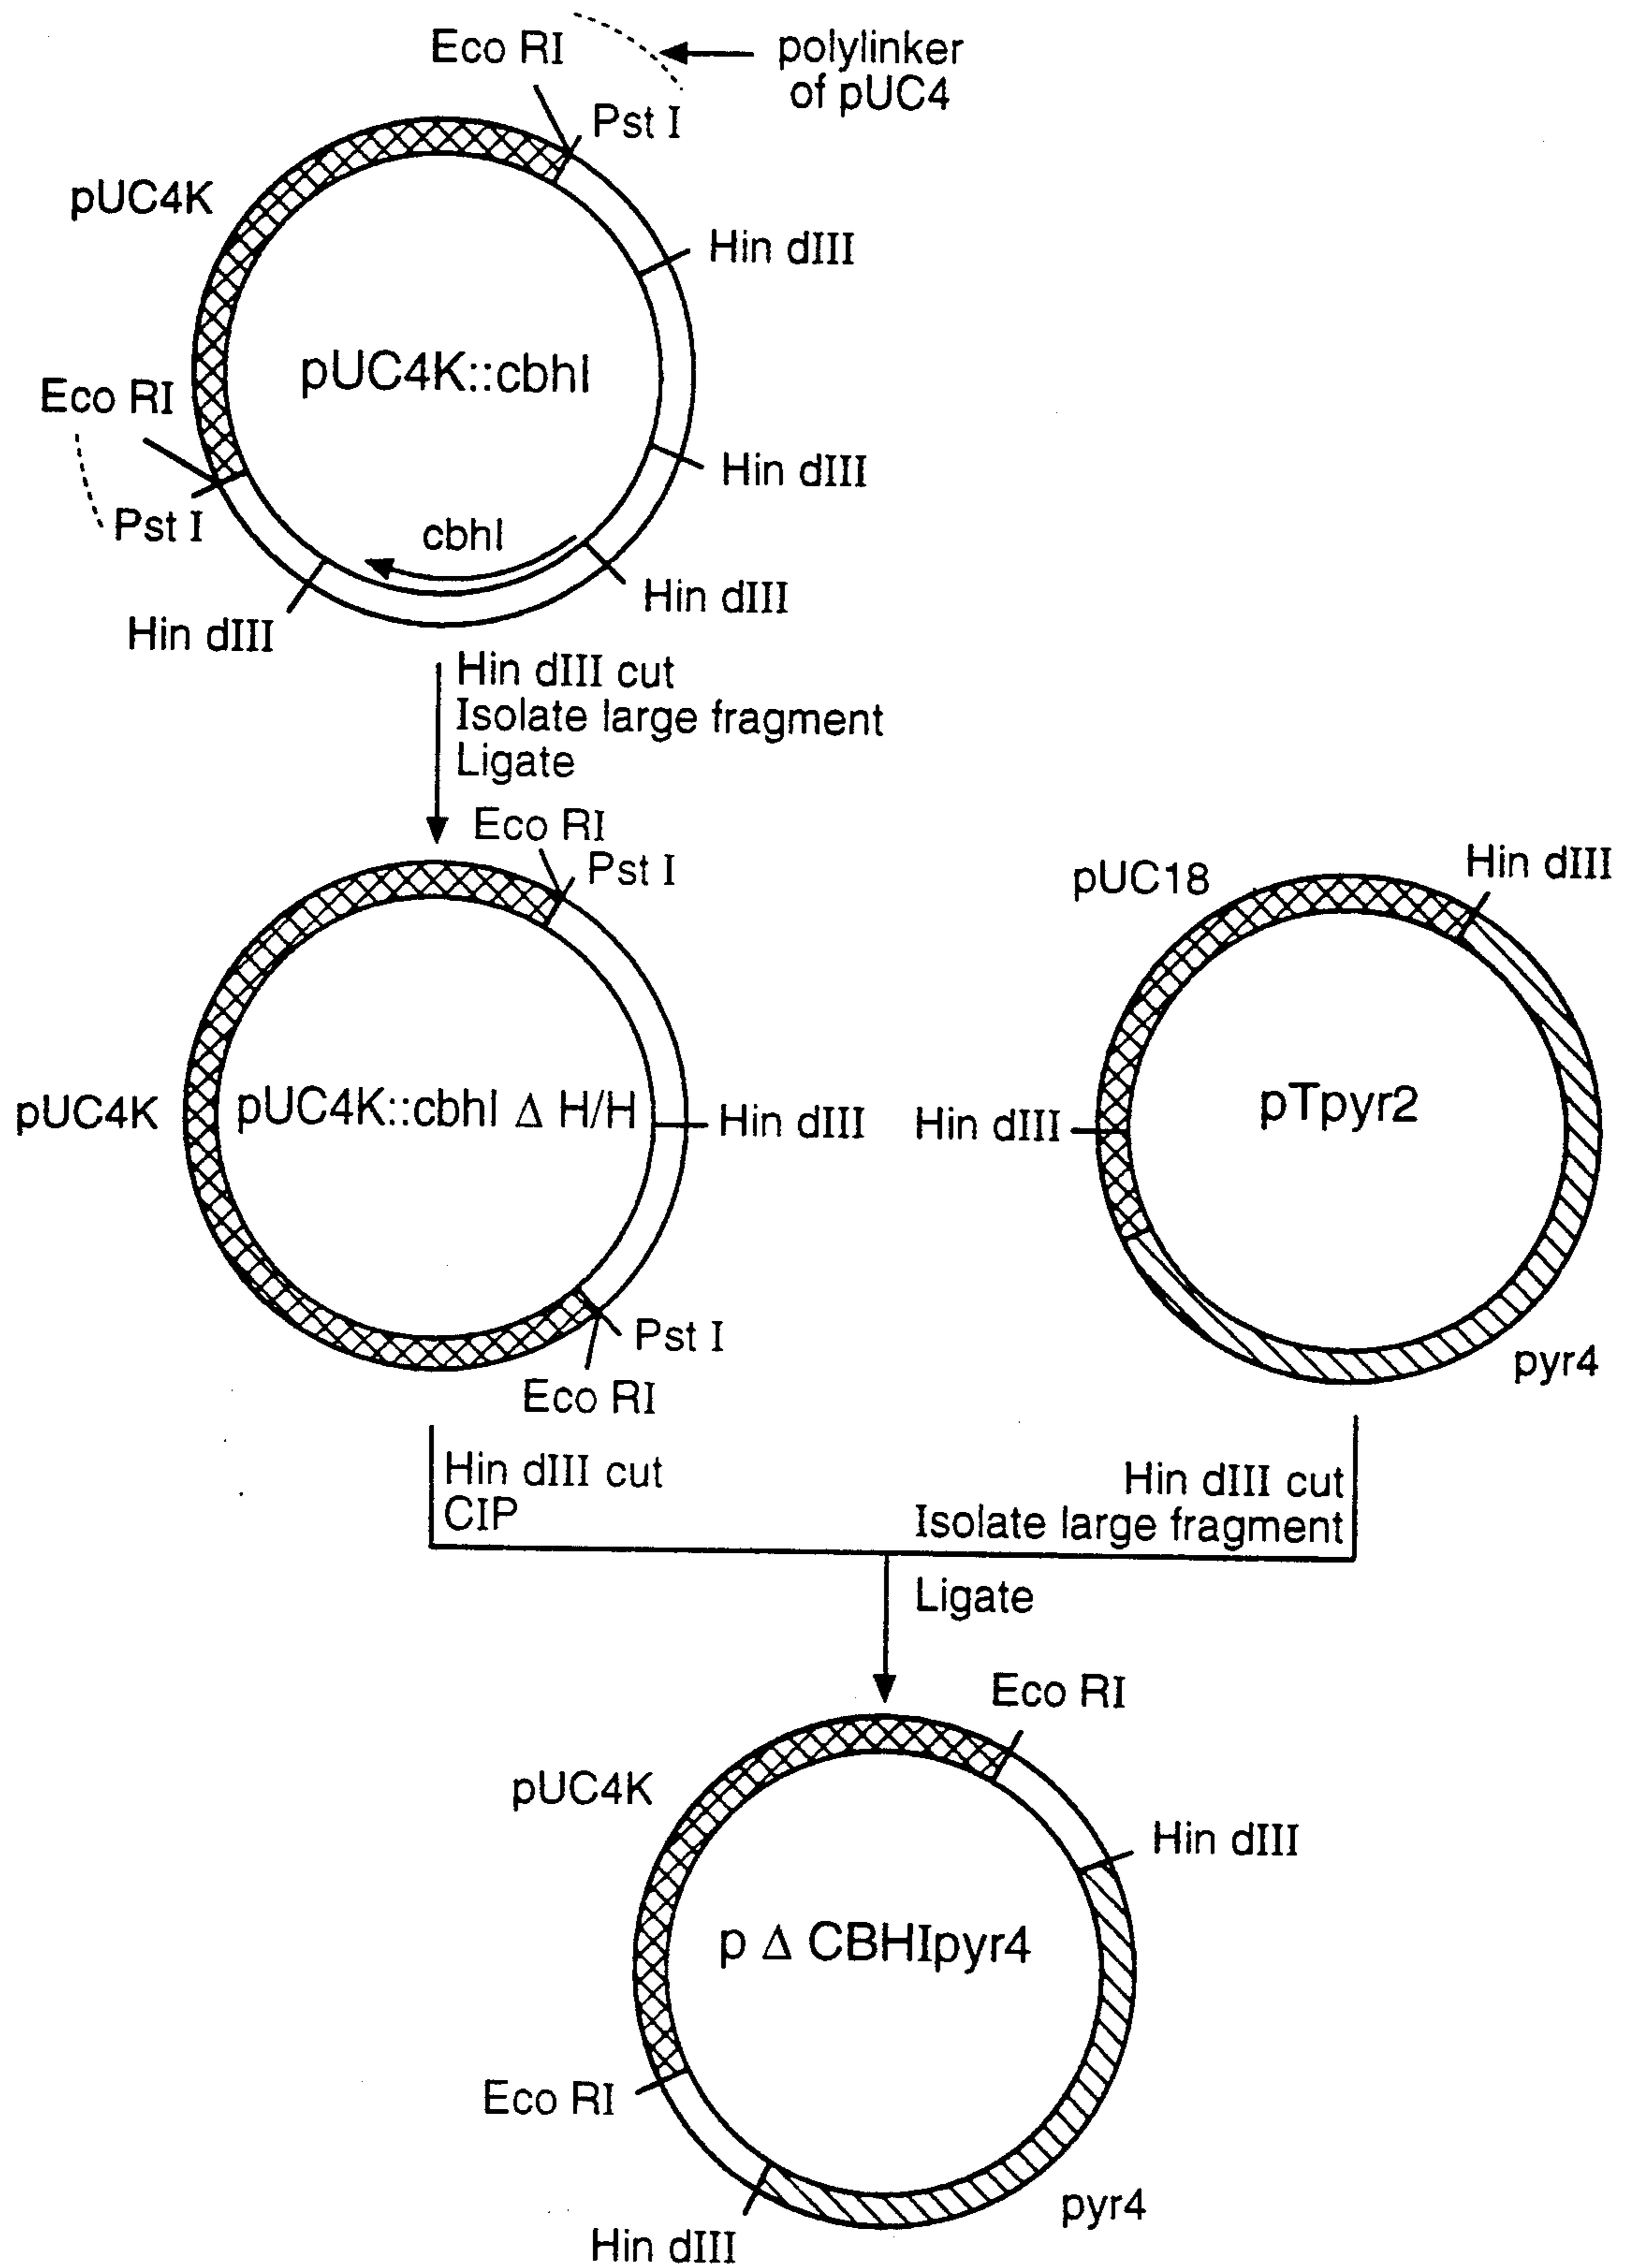 Eco RI
polylinker
of pUC4
Pst I
pUC4K
Hin dIII
pUC4K::cbhI
Eco RI
Hin dIII
Pst I
cbhI
Hin dIII
Hin dIII
Hin dIII cut
Isolate large fragment
Ligate
Eco RI
Pst I
pUC18
Hin dIII
pUC4K
pUC4K::cbhI Δ H/H
Hin dIII
Hin dIII
pTpyr2
Pst I
Eco RI
pyr4
Hin dIII cut
CIP
Hin dIII cut
Isolate large fragment
Ligate
Eco RI
pUC4K
Hin dIII
p Δ CBHIpyr4
Eco RI
pyr4
Hin dIII